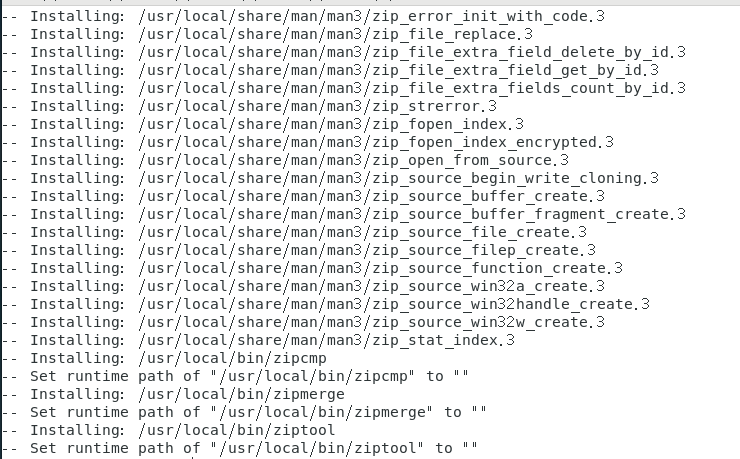 -- Installing: /usr/local/share/man/man3/zip_error_init_with_code.3
-- Installing: /usr/local/share/man/man3/zip_file_replace.3
-- Installing: /usr/local/share/man/man3/zip_file_extra_field_delete_by_id.3
-- Installing: /usr/local/share/man/man3/zip_file_extra_field_get_by_id.3
-- Installing: /usr/local/share/man/man3/zip_file_extra_fields_count_by_id.3
-- Installing: /usr/local/share/man/man3/zip_strerror.3
-- Installing: /usr/local/share/man/man3/zip_fopen_index.3
-- Installing: /usr/local/share/man/man3/zip_fopen_index_encrypted.3
-- Installing: /usr/local/share/man/man3/zip_open_from_source.3
-- Installing: /usr/local/share/man/man3/zip_source_begin_write_cloning.3
-- Installing: /usr/local/share/man/man3/zip_source_buffer_create.3
-- Installing: /usr/local/share/man/man3/zip_source_buffer_fragment_create.3
-- Installing: /usr/local/share/man/man3/zip_source_file_create.3
-- Installing: /usr/local/share/man/man3/zip_source_filep_create.3
-- Installing: /usr/local/share/man/man3/zip_source_function_create.3
-- Installing: /usr/local/share/man/man3/zip_source_win32a_create.3
-- Installing: /usr/local/share/man/man3/zip_source_win32handle_create.3
-- Installing: /usr/local/share/man/man3/zip_source_win32w_create.3
-- Installing: /usr/local/share/man/man3/zip_stat_index.3
-- Installing: /usr/local/bin/zipcmp
-- Set runtime path of "/usr/local/bin/zipcmp" to ""
-- Installing: /usr/local/bin/zipmerge
-- Set runtime path of "/usr/local/bin/zipmerge" to ""
-- Installing: /usr/local/bin/ziptool
-- Set runtime path of "/usr/local/bin/ziptool" to ""